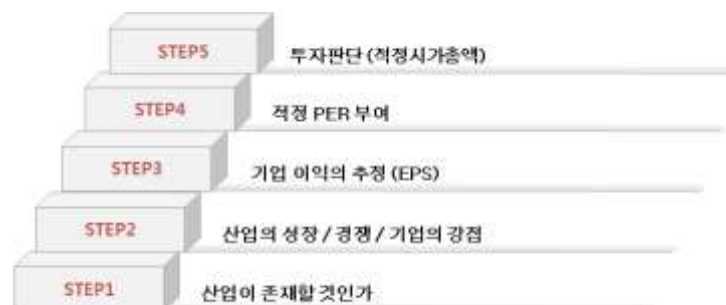 STEP5 투자판단 (적정시가총액)
STEP4 적정 PER 부여
STEP3 기업 이익의 추정 (EPS)
STEP2 산업의 성장 / 경쟁 / 기업의 강점
STEP1 산업이 존재할 것인가